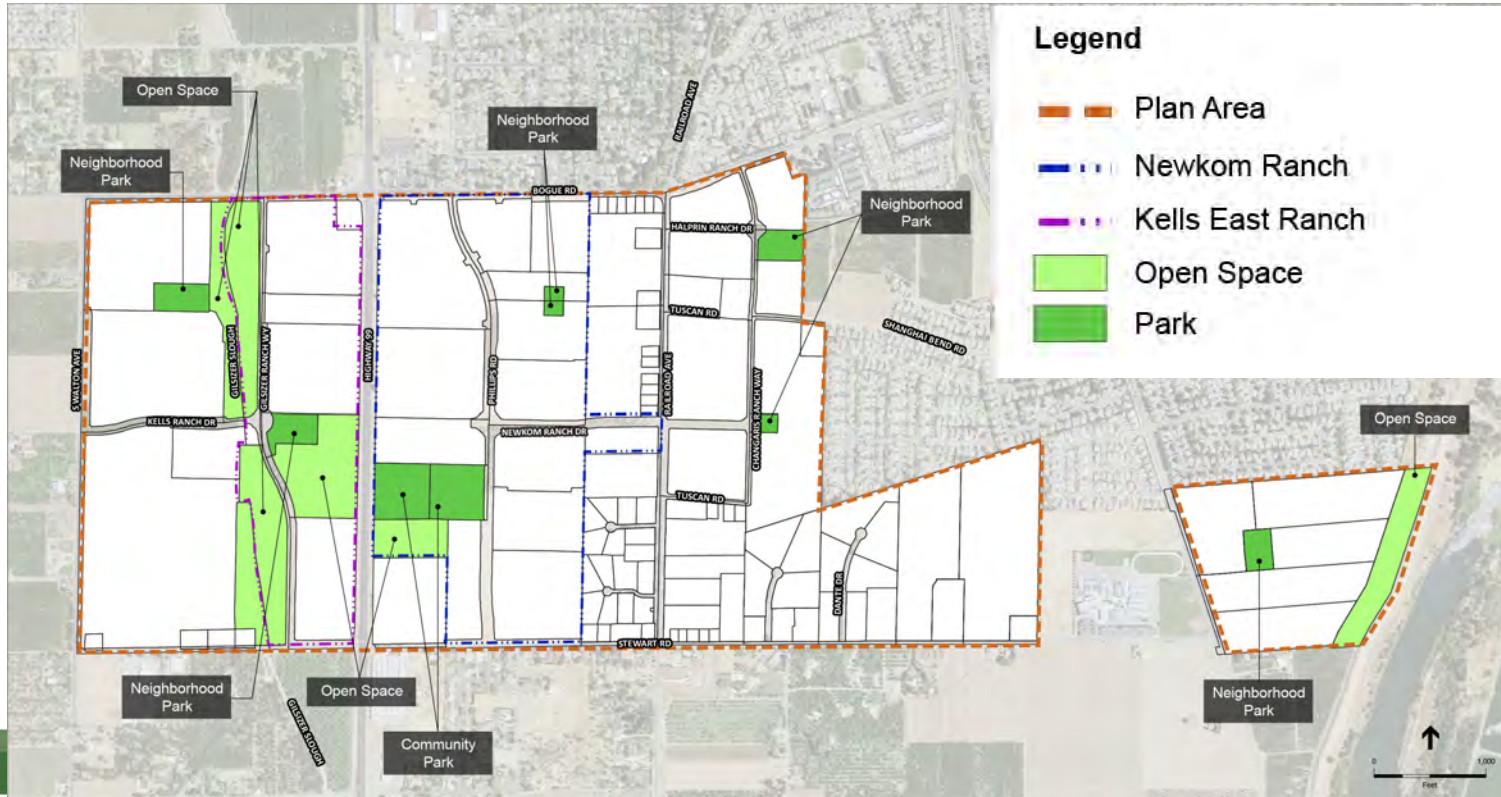 Legend
Plan Area
Newkom Ranch
Kells East Ranch
Open Space
Park
Open Space
Neighborhood
Park
Neighborhood
Park
Neighborhood
Park
RAILROAD AVE
BOGUE RD
HALPRIN RANCH DR
TUSCAN RD
SHANGHAI BEND RD
S WALTON AVE
GILSIZER SLOUGH
GILSIZER RANCH WY
HIGHWAY 99
PHILLIPS RD
RAILROAD AVE
CHANGARIS RANCH WAY
KELLS RANCH DR
NEWKOM RANCH DR
TUSCAN RD
DANTE DR
STEWART RD
Open Space
Neighborhood
Park
Open Space
Community
Park
GILSIZER SLOUGH
Neighborhood
Park
0
1,000
Feet